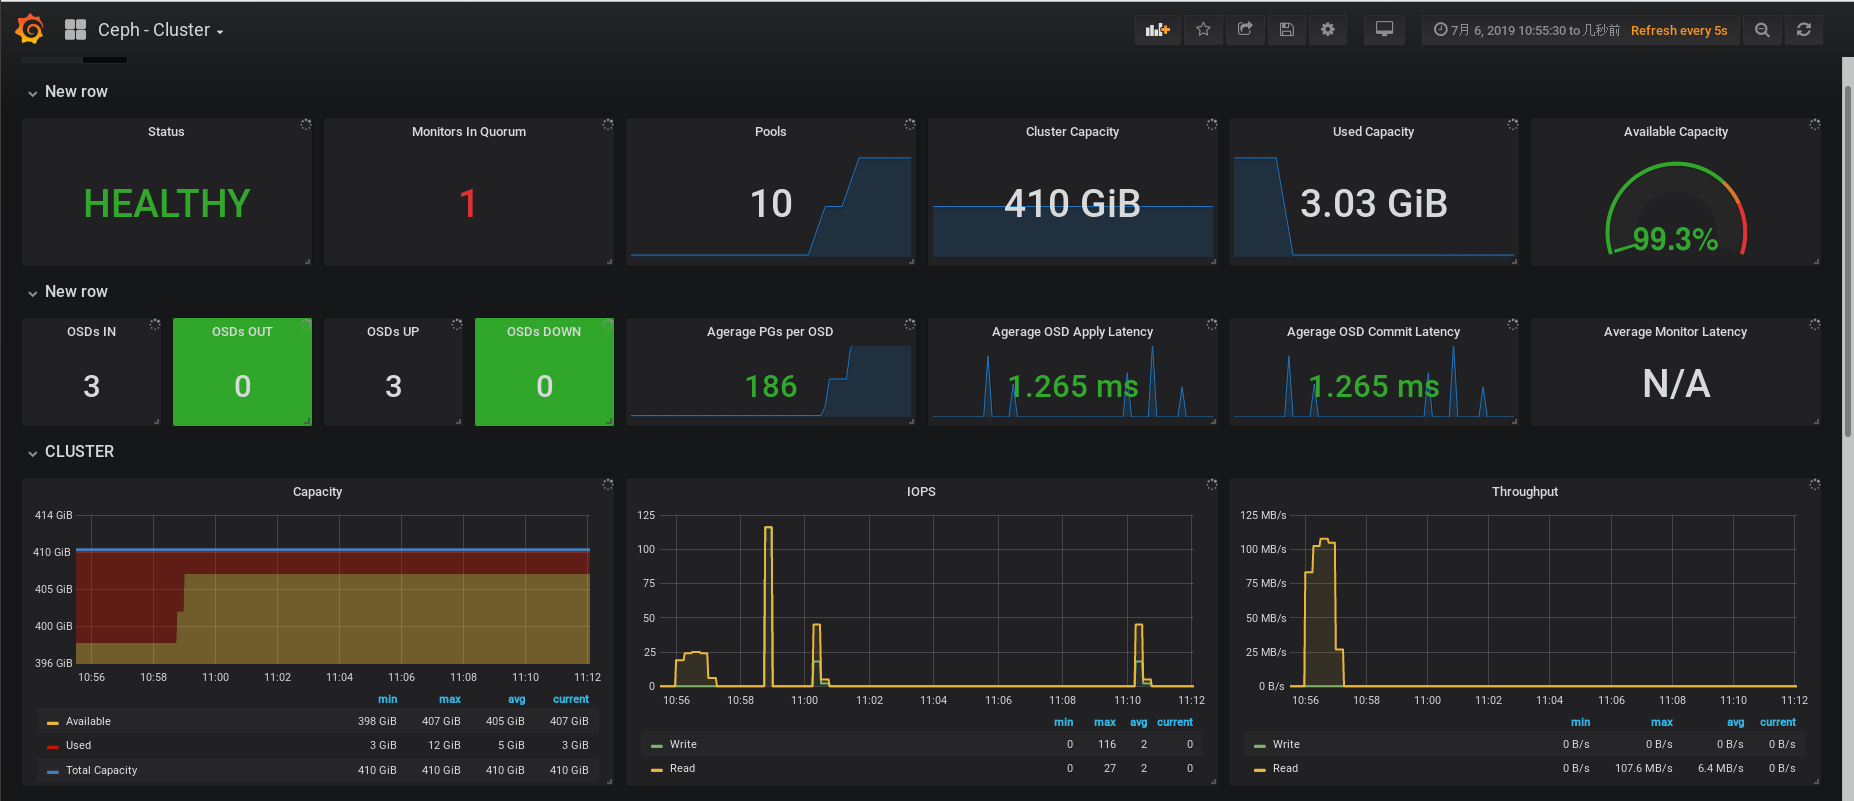 Ceph - Cluster
7月 6, 2019 10:55:30 to 几秒前 Refresh every 5s
New row
Status
HEALTHY
Monitors In Quorum
1
Pools
10
Cluster Capacity
410 GiB
Used Capacity
3.03 GiB
Available Capacity
99.3%
New row
OSDs IN
3
OSDs OUT
0
OSDs UP
3
OSDs DOWN
0
Agerage PGs per OSD
186
Agerage OSD Apply Latency
1.265 ms
Agerage OSD Commit Latency
1.265 ms
Average Monitor Latency
N/A
CLUSTER
Capacity
414 GiB
410 GiB
405 GiB
400 GiB
396 GiB
10:56 10:58 11:00 11:02 11:04 11:06 11:08 11:10 11:12
min max avg current
Available 398 GiB 407 GiB 405 GiB 407 GiB
Used 3 GiB 12 GiB 5 GiB 3 GiB
Total Capacity 410 GiB 410 GiB 410 GiB 410 GiB
IOPS
125
100
75
50
25
0
10:56 10:58 11:00 11:02 11:04 11:06 11:08 11:10 11:12
min max avg current
Write 0 116 2 0
Read 0 27 2 0
Throughput
125 MB/s
100 MB/s
75 MB/s
50 MB/s
25 MB/s
0 B/s
10:56 10:58 11:00 11:02 11:04 11:06 11:08 11:10 11:12
min max avg current
Write 0 B/s 0 B/s 0 B/s 0 B/s
Read 0 B/s 107.6 MB/s 6.4 MB/s 0 B/s